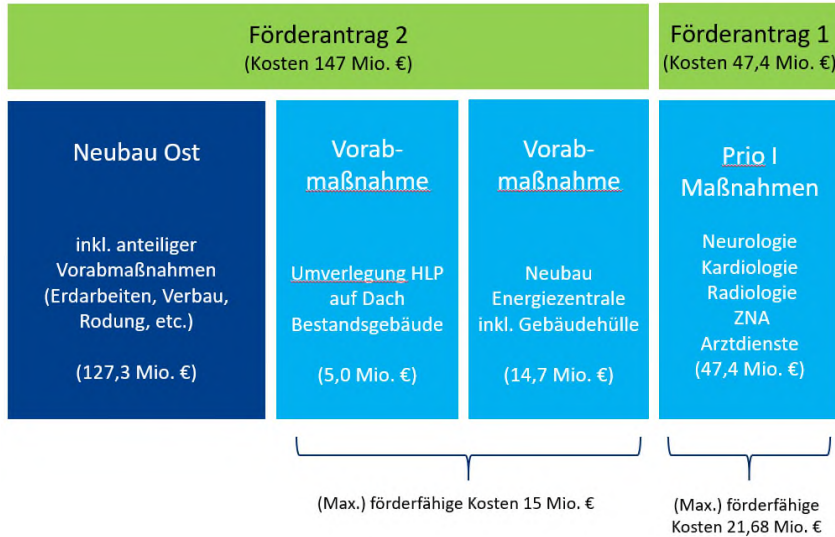 Förderantrag 2
(Kosten 147 Mio. €)
Förderantrag 1
(Kosten 47,4 Mio. €)
Neubau Ost
inkl. anteiliger
Vorabmaßnahmen
(Erdarbeiten, Verbau,
Rodung, etc.)
(127,3 Mio. €)
Vorab-
maßnahme
Umverlegung HLP
auf Dach
Bestandsgebäude
(5,0 Mio. €)
Vorab-
maßnahme
Neubau
Energiezentrale
inkl. Gebäudehülle
(14,7 Mio. €)
Prio I
Maßnahmen
Neurologie
Kardiologie
Radiologie
ZNA
Arztdienste
(47,4 Mio. €)
(Max.) förderfähige Kosten 15 Mio. €
(Max.) förderfähige
Kosten 21,68 Mio. €